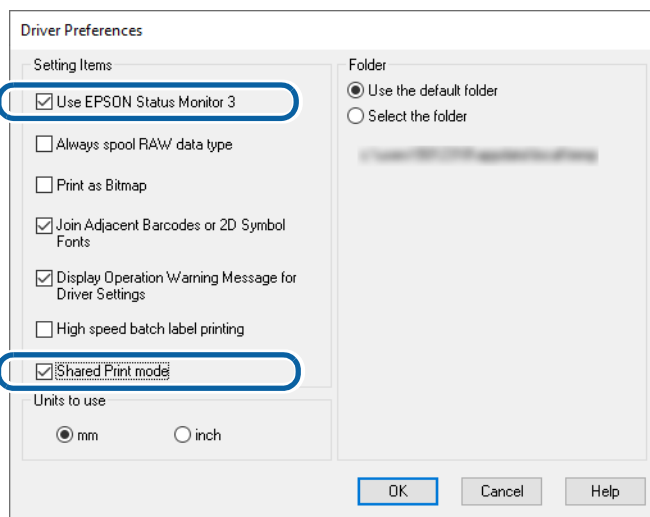 Driver Preferences
Setting Items
Use EPSON Status Monitor 3
Always spool RAW data type
Print as Bitmap
Join Adjacent Barcodes or 2D Symbol
Fonts
Display Operation Warning Message for
Driver Settings
High speed batch label printing
Shared Print mode
Units to use
mm
inch
Folder
Use the default folder
Select the folder
OK
Cancel
Help